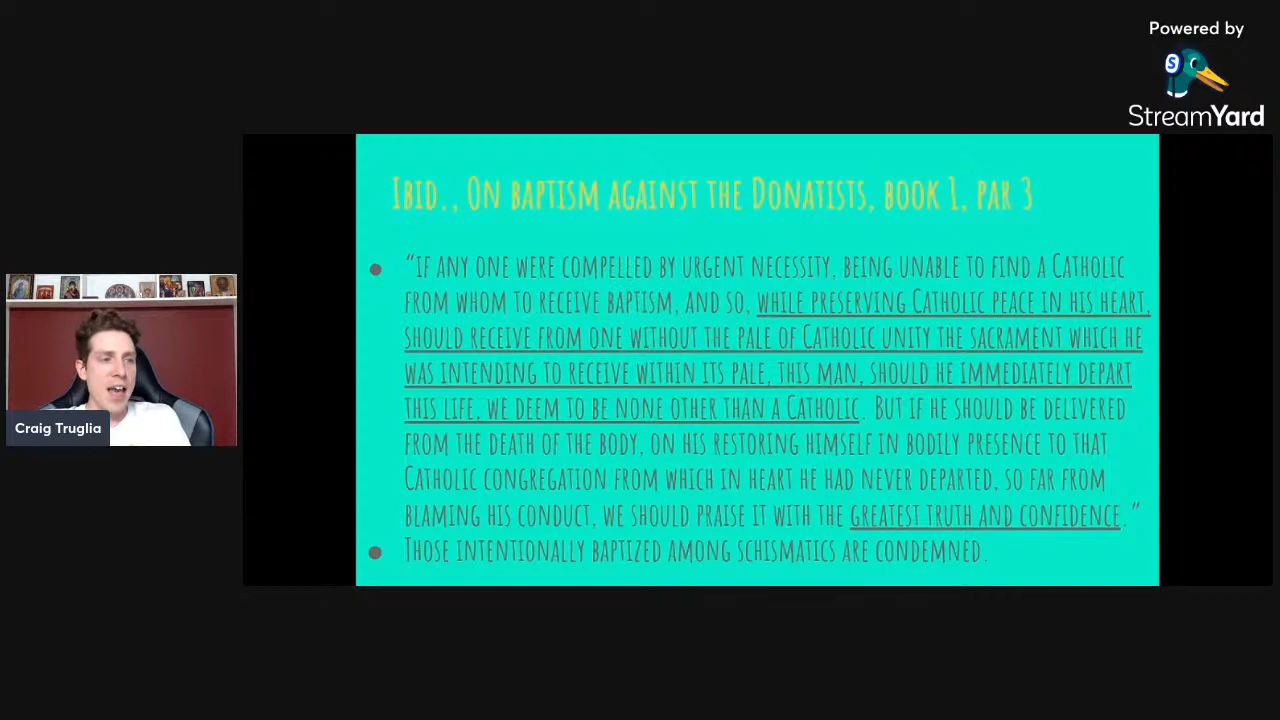 Powered by
S
StreamYard
Ibid., On baptism against the Donatists, book 1, par 3
● “If any one were compelled by urgent necessity, being unable to find a Catholic
from whom to receive baptism, and so, while preserving Catholic peace in his heart,
should receive from one without the pale of Catholic unity the sacrament which he
was intending to receive within its pale, this man, should he immediately depart
this life, we deem to be none other than a Catholic. But if he should be delivered
from the death of the body, on his restoring himself in bodily presence to that
Catholic congregation from which in heart he had never departed, so far from
blaming his conduct, we should praise it with the greatest truth and confidence.”
● Those intentionally baptized among schismatics are condemned.
Craig Truglia